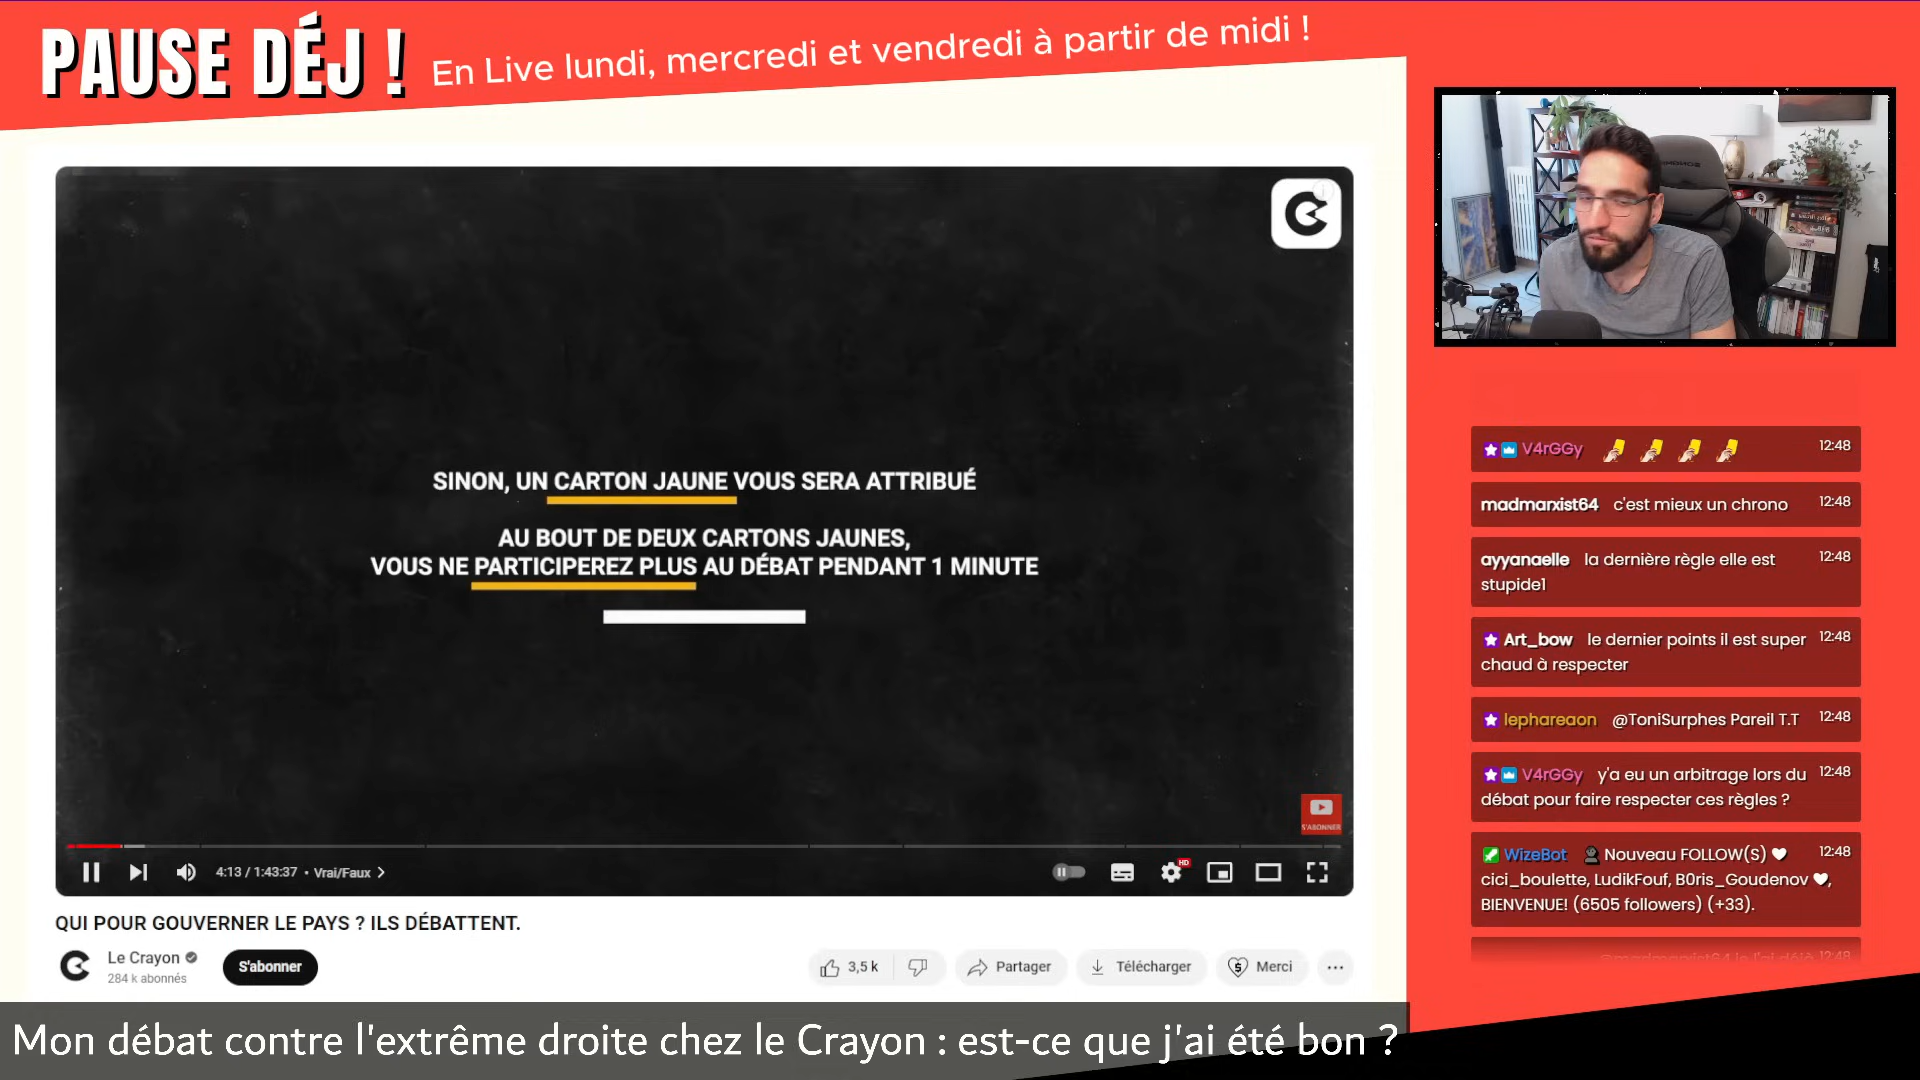 PAUSE DÉJ !
En Live lundi, mercredi et vendredi à partir de midi !
SINON, UN CARTON JAUNE VOUS SERA ATTRIBUÉ
AU BOUT DE DEUX CARTONS JAUNES,
VOUS NE PARTICIPEREZ PLUS AU DÉBAT PENDANT 1 MINUTE
S'ABONNER
4:13 / 1:43:37 • Vrai/Faux
HD
QUI POUR GOUVERNER LE PAYS ? ILS DÉBATTENT.
Le Crayon
284 k abonnés
S'abonner
3,5 k
Partager
Télécharger
Merci
V4rGGy 12:48
madmarxist64 c'est mieux un chrono 12:48
ayyanaelle la dernière règle elle est 12:48
stupide1
Art_bow le dernier points il est super 12:48
chaud à respecter
lephareaon @ToniSurphes Pareil T.T 12:48
V4rGGy y'a eu un arbitrage lors du 12:48
débat pour faire respecter ces règles ?
WizeBot Nouveau FOLLOW(S) 12:48
cici_boulette, LudikFouf, B0ris_Goudenov ,
BIENVENUE! (6505 followers) (+33).
Mon débat contre l'extrême droite chez le Crayon : est-ce que j'ai été bon ?